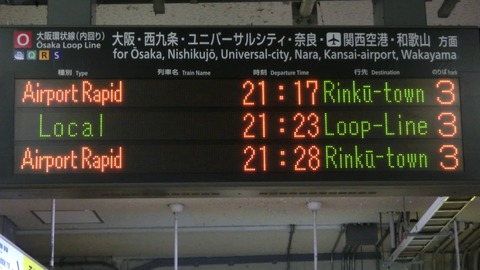 O 大阪環状線(内回り) 大阪・西九条・ユニバーサルシティ・奈良・関西空港・和歌山 方面
Osaka Loop Line for Ōsaka, Nishikujō, Universal-city, Nara, Kansai-airport, Wakayama
Q R S
種別 Type 列車名 Train Name 時刻 Departure Time 行先 Destination のりば Track
Airport Rapid 21:17 Rinkū-town 3
Local 21:23 Loop-Line 3
Airport Rapid 21:28 Rinkū-town 3